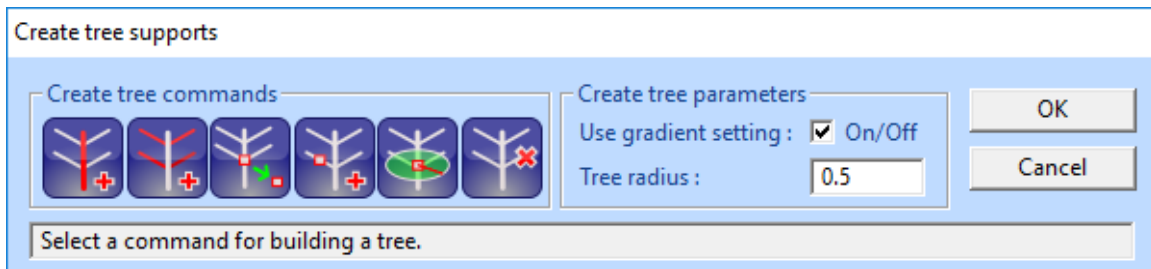 Create tree supports
Create tree commands
Create tree parameters
OK
Use gradient setting : On/Off
Tree radius : 0.5
Cancel
Select a command for building a tree.